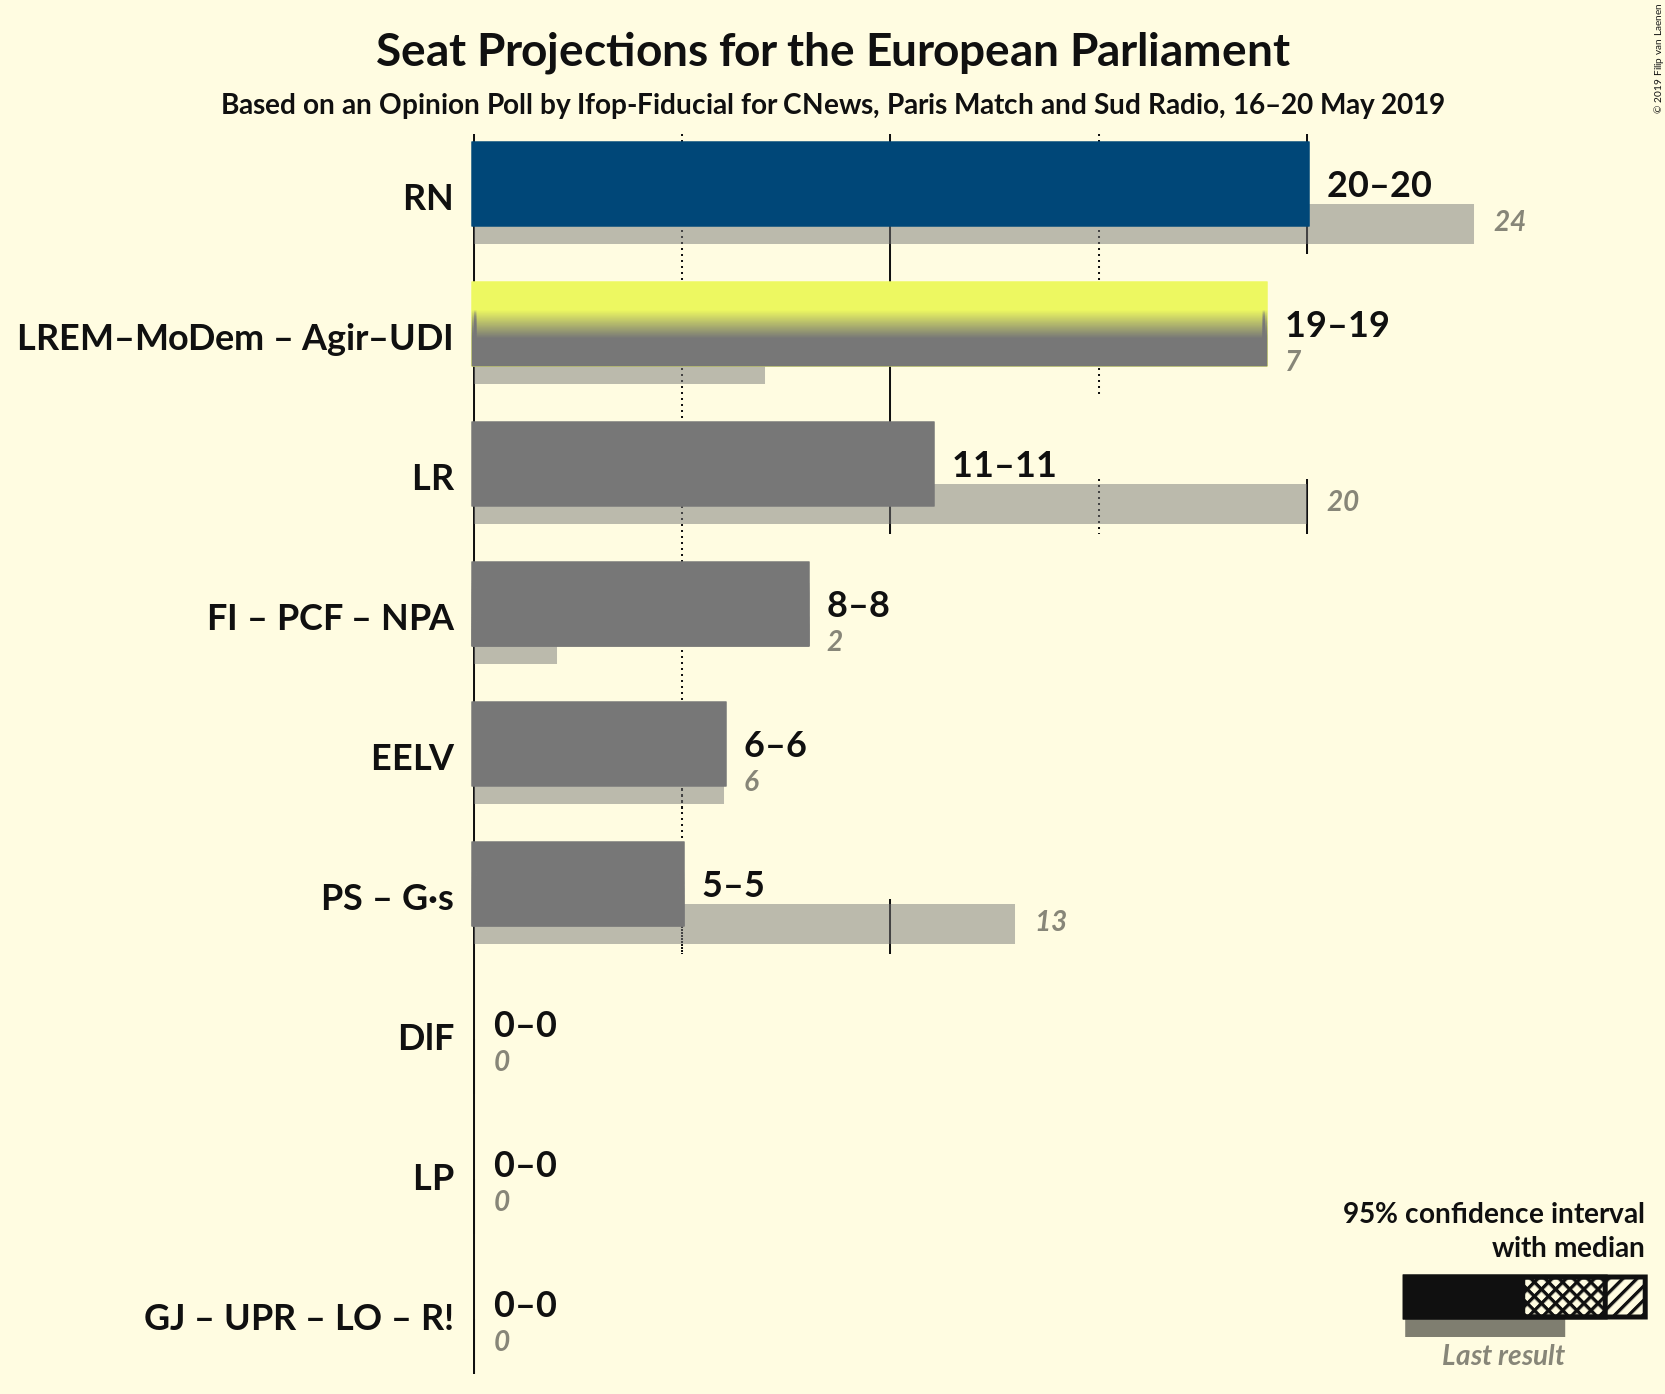 Seat Projections for the European Parliament
Based on an Opinion Poll by Ifop-Fiducial for CNews, Paris Match and Sud Radio, 16–20 May 2019
© 2019 Filip van Laenen
RN
20–20
24
LREM–MoDem – Agir–UDI
19–19
7
LR
11–11
20
FI – PCF – NPA
8–8
2
EELV
6–6
6
PS – G·s
5–5
13
DlF
0–0
0
LP
0–0
0
GJ – UPR – LO – R!
0–0
0
95% confidence interval
with median
Last result